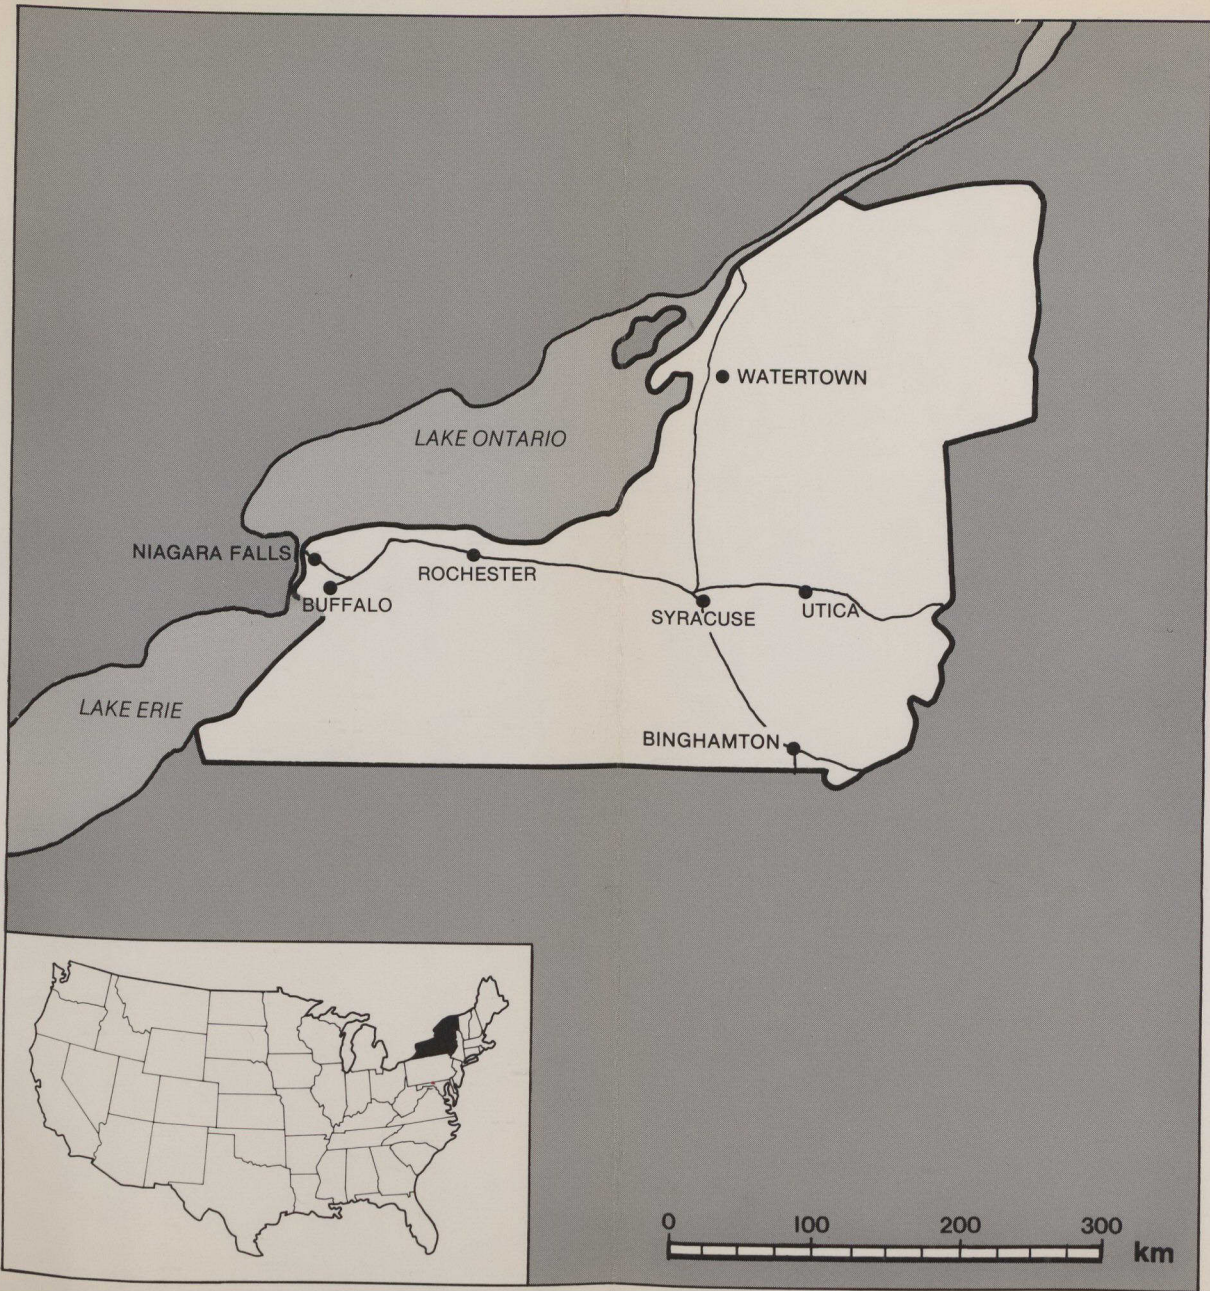 WATERTOWN
LAKE ONTARIO
NIAGARA FALLS
ROCHESTER
BUFFALO
SYRACUSE
UTICA
LAKE ERIE
BINGHAMTON
0 100 200 300
km